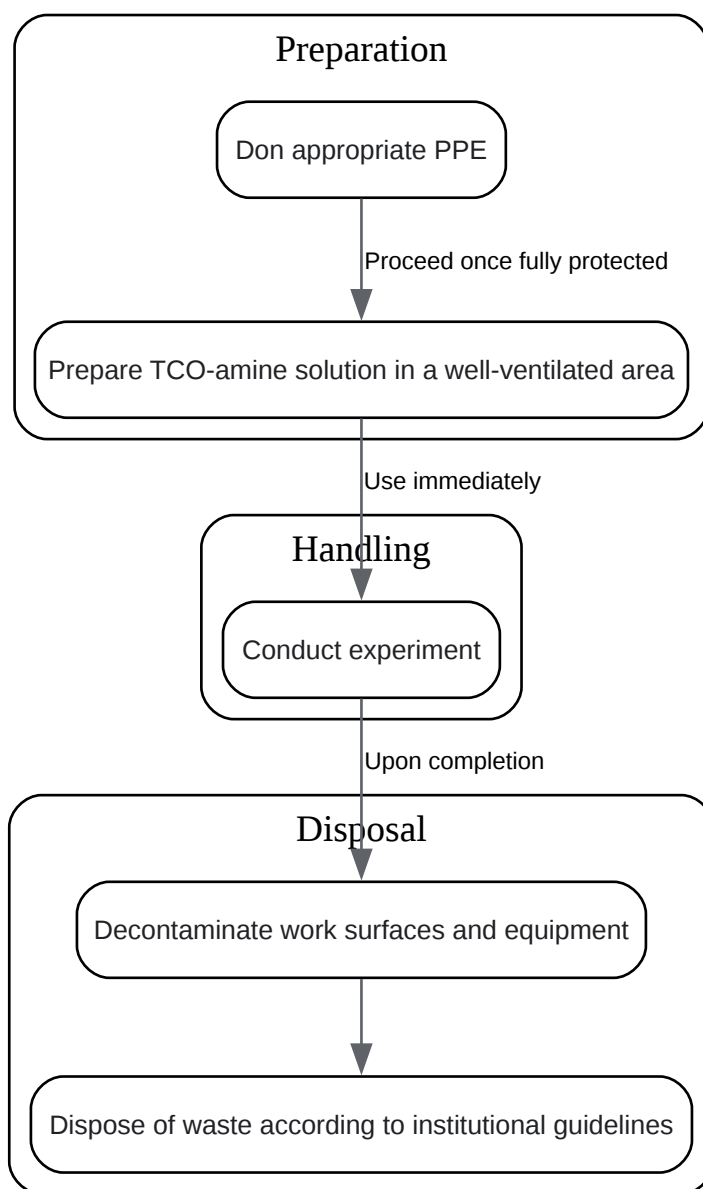 Preparation
Don appropriate PPE
Proceed once fully protected
Prepare TCO-amine solution in a well-ventilated area
Use immediately
Handling
Conduct experiment
Upon completion
Disposal
Decontaminate work surfaces and equipment
Dispose of waste according to institutional guidelines